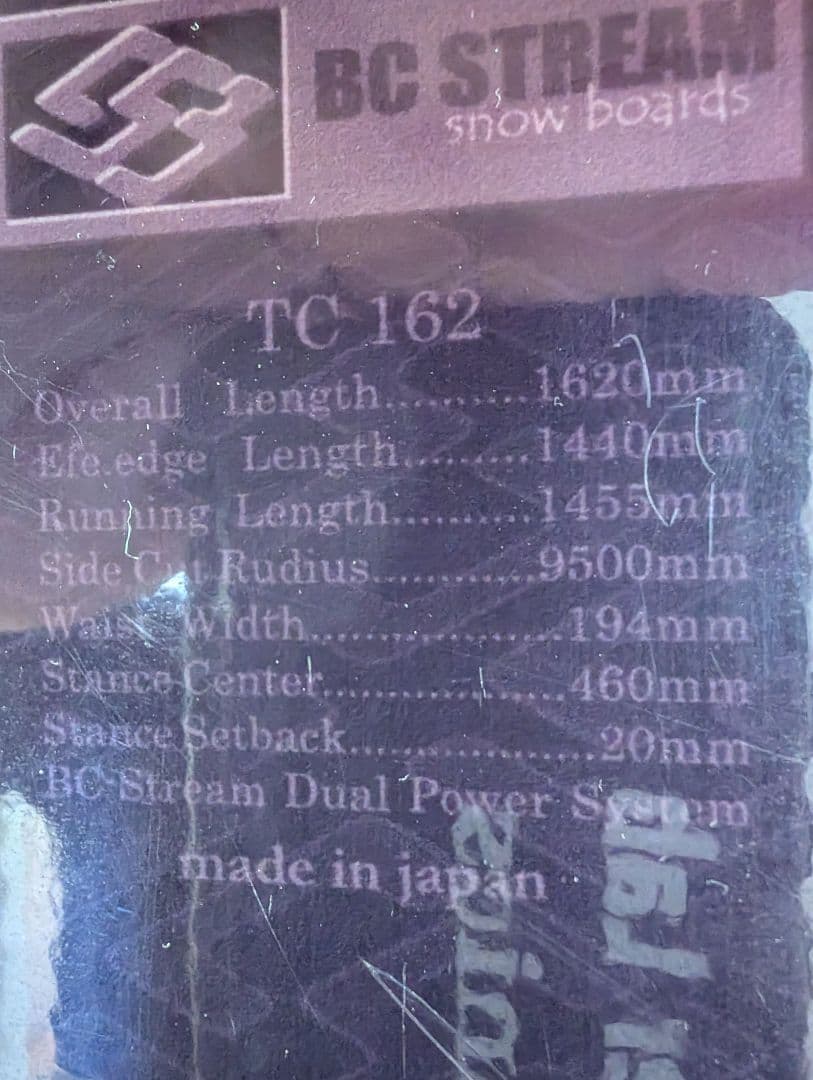 BC STREAM
snow boards
TC 162
Overall Length..........1620mm
Efe.edge Length.........1440mm
Running Length..........1455mm
Side Cut Rudius............9500mm
Waist Width..................194mm
Stance Center.................460mm
Stance Setback..................20mm
BC Stream Dual Power System
made in japan